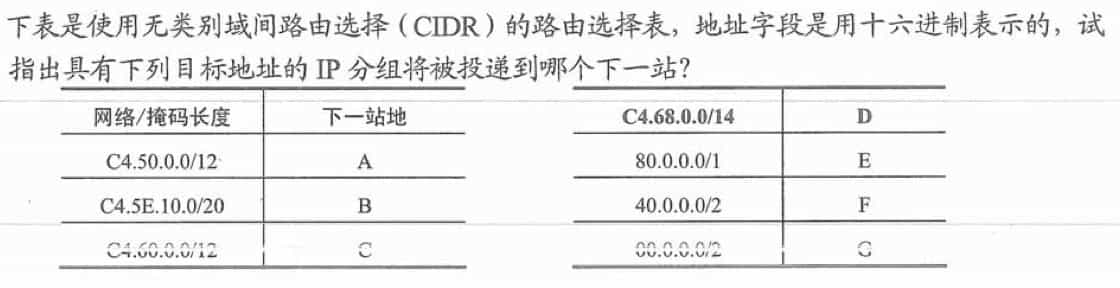 下表是使用无类别域间路由选择（CIDR）的路由选择表，地址字段是用十六进制表示的，试
指出具有下列目标地址的 IP 分组将被投递到哪个下一站？
网络/掩码长度 下一站地
C4.50.0.0/12 A
C4.5E.10.0/20 B
C4.60.0.0/12 C
C4.68.0.0/14 D
80.0.0.0/1 E
40.0.0.0/2 F
00.0.0.0/2 G